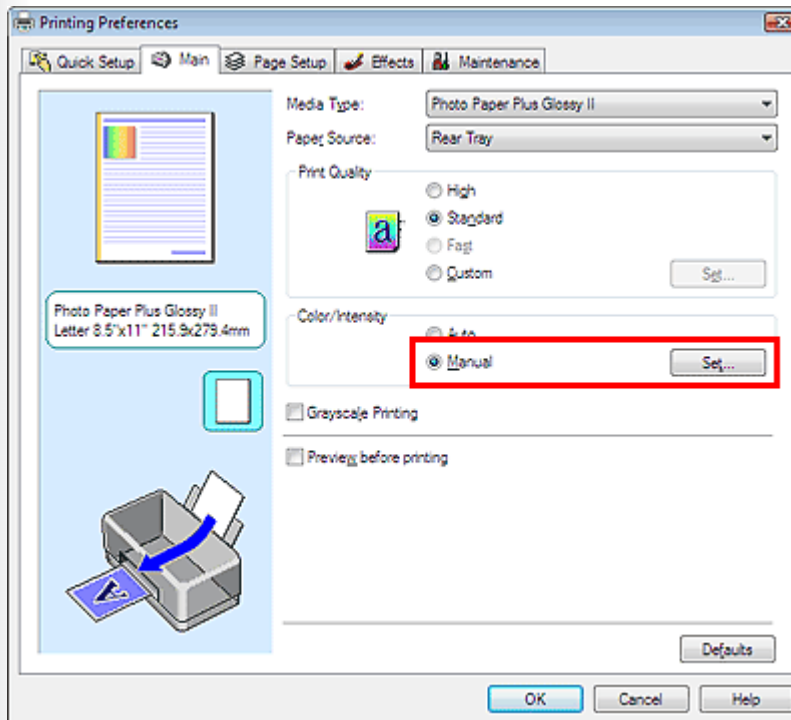 Printing Preferences
Quick Setup Main Page Setup Effects Maintenance
Media Type: Photo Paper Plus Glossy II
Paper Source: Rear Tray
Print Quality
High
a
Standard
Fast
Custom Set...
Photo Paper Plus Glossy II
Letter 8.5"x11" 215.9x279.4mm
Color/Intensity
Auto
Manual Set...
Grayscale Printing
Preview before printing
A
Defaults
OK Cancel Help